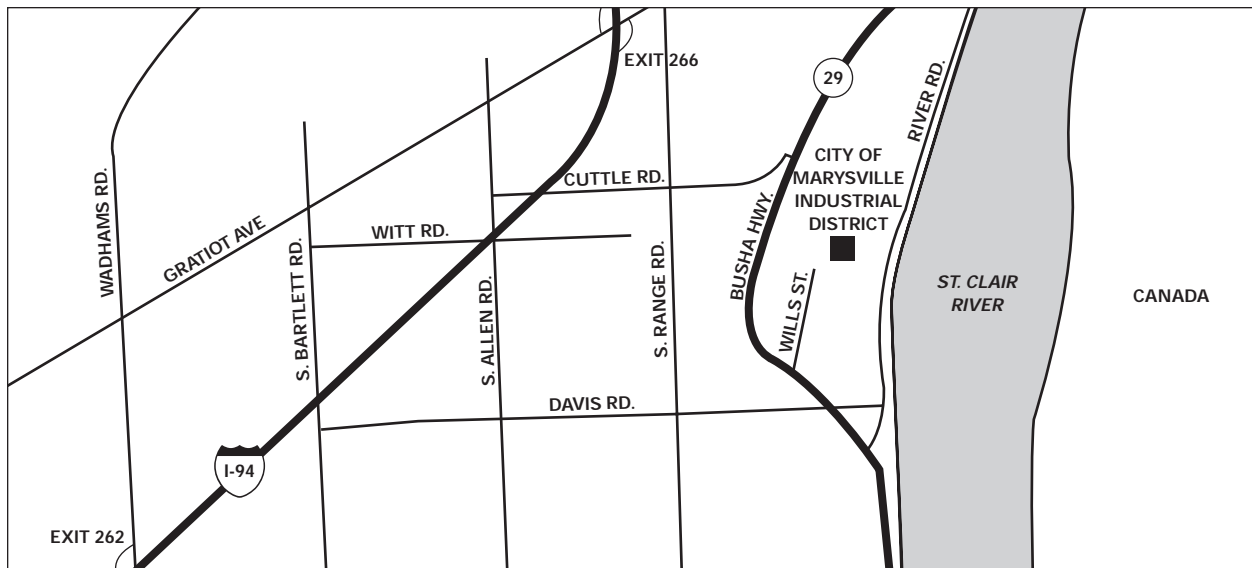 EXIT 266
29
RIVER RD.
CITY OF
MARYSVILLE
INDUSTRIAL
DISTRICT
CUTTLE RD.
WADHAMS RD.
GRATIOT AVE
WITT RD.
S. BARTLETT RD.
S. ALLEN RD.
S. RANGE RD.
BUSHA HWY.
WILLS ST.
ST. CLAIR
RIVER
CANADA
DAVIS RD.
I-94
EXIT 262